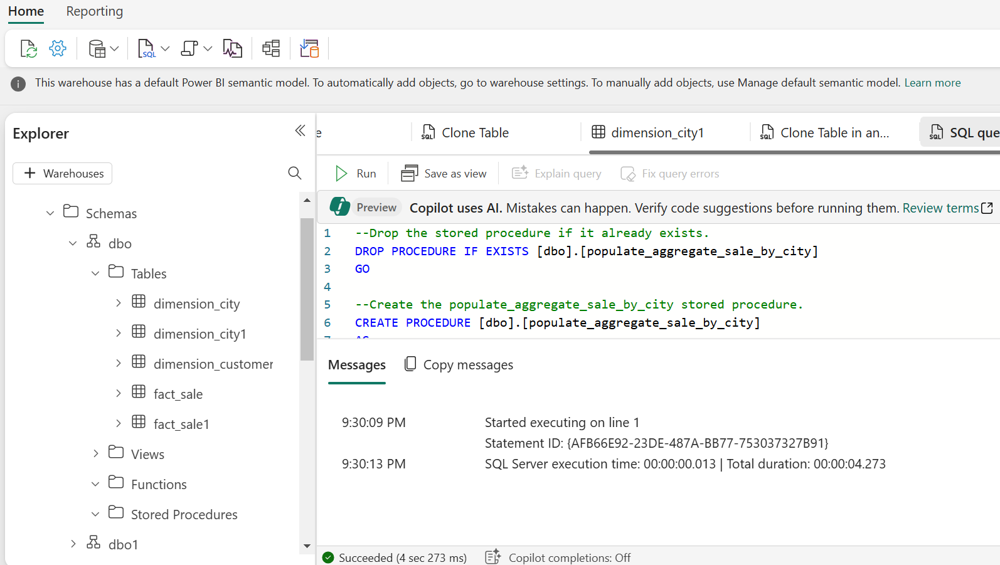 Home
Reporting
SQL
This warehouse has a default Power BI semantic model. To automatically add objects, go to warehouse settings. To manually add objects, use Manage default semantic model. Learn more
Explorer
Warehouses
Schemas
dbo
Tables
dimension_city
dimension_city1
dimension_customer
fact_sale
fact_sale1
Views
Functions
Stored Procedures
dbo1
e
SQL Clone Table
dimension_city1
SQL Clone Table in an...
SQL SQL que
Run
Save as view
Explain query
Fix query errors
Preview Copilot uses AI. Mistakes can happen. Verify code suggestions before running them. Review terms
1 --Drop the stored procedure if it already exists.
2 DROP PROCEDURE IF EXISTS [dbo].[populate_aggregate_sale_by_city]
3 GO
4
5 --Create the populate_aggregate_sale_by_city stored procedure.
6 CREATE PROCEDURE [dbo].[populate_aggregate_sale_by_city]
7 AS
Messages
Copy messages
9:30:09 PM Started executing on line 1
Statement ID: {AFB66E92-23DE-487A-BB77-753037327B91}
9:30:13 PM SQL Server execution time: 00:00:00.013 | Total duration: 00:00:04.273
Succeeded (4 sec 273 ms)
Copilot completions: Off